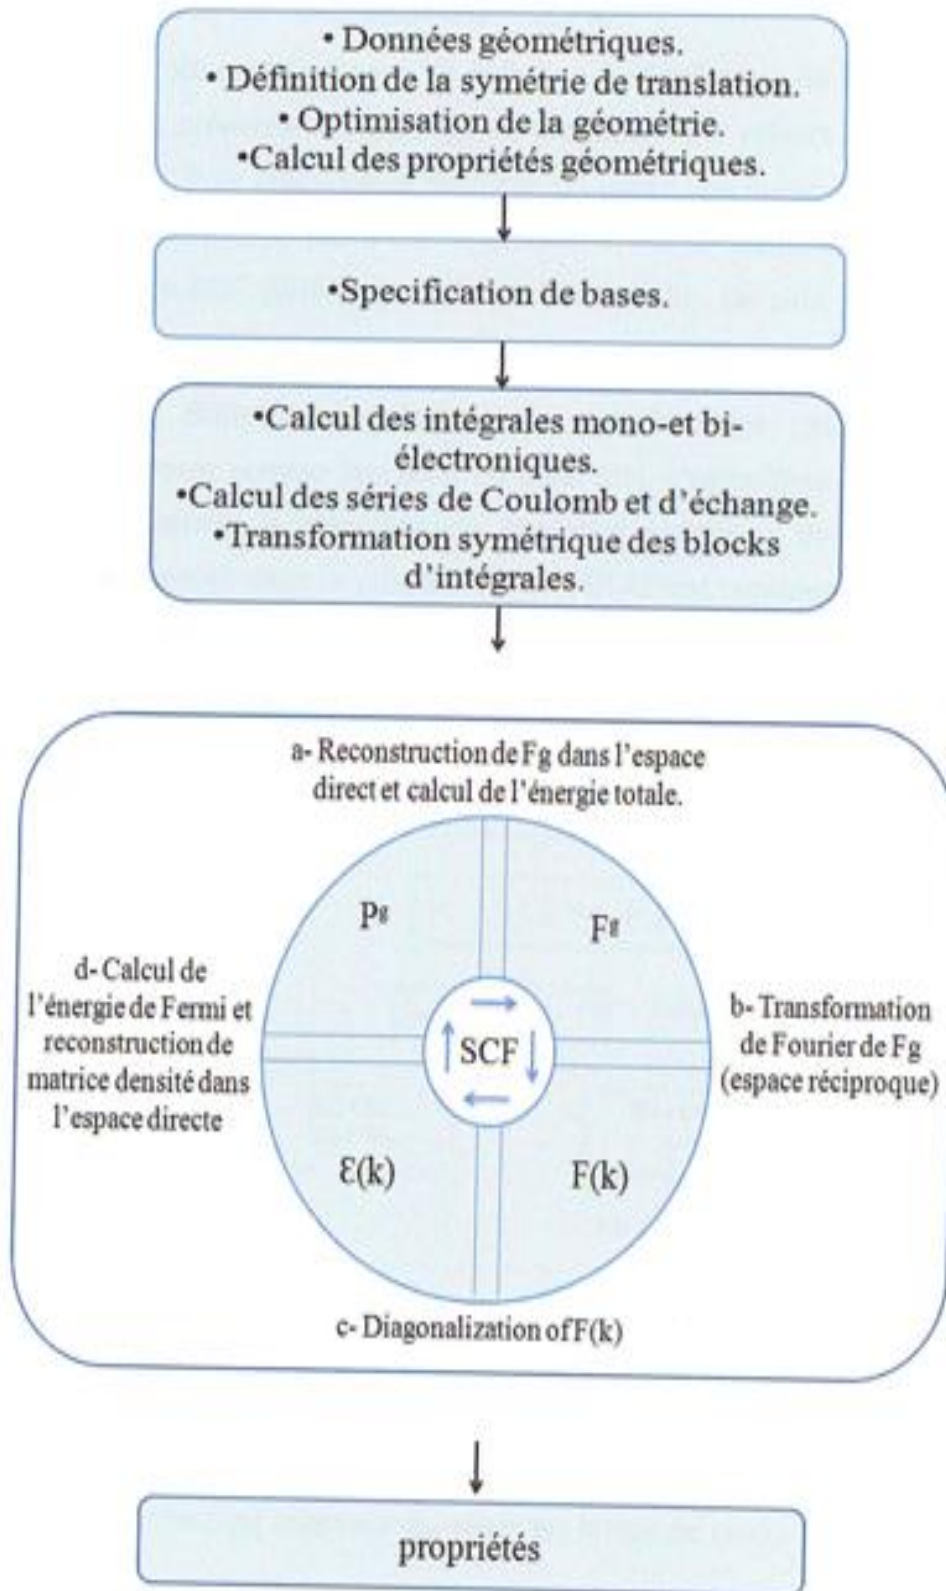 • Données géométriques.
• Définition de la symétrie de translation.
• Optimisation de la géométrie.
•Calcul des propriétés géométriques.
•Specification de bases.
•Calcul des intégrales mono-et bi-
électroniques.
•Calcul des séries de Coulomb et d'échange.
•Transformation symétrique des blocks
d'intégrales.
a- Reconstruction de Fg dans l'espace
direct et calcul de l'énergie totale.
Pg
Fg
d- Calcul de
l'énergie de Fermi et
reconstruction de
matrice densité dans
l'espace directe
SCF
b- Transformation
de Fourier de Fg
(espace réciproque)
Ɛ(k)
F(k)
c- Diagonalization of F(k)
propriétés